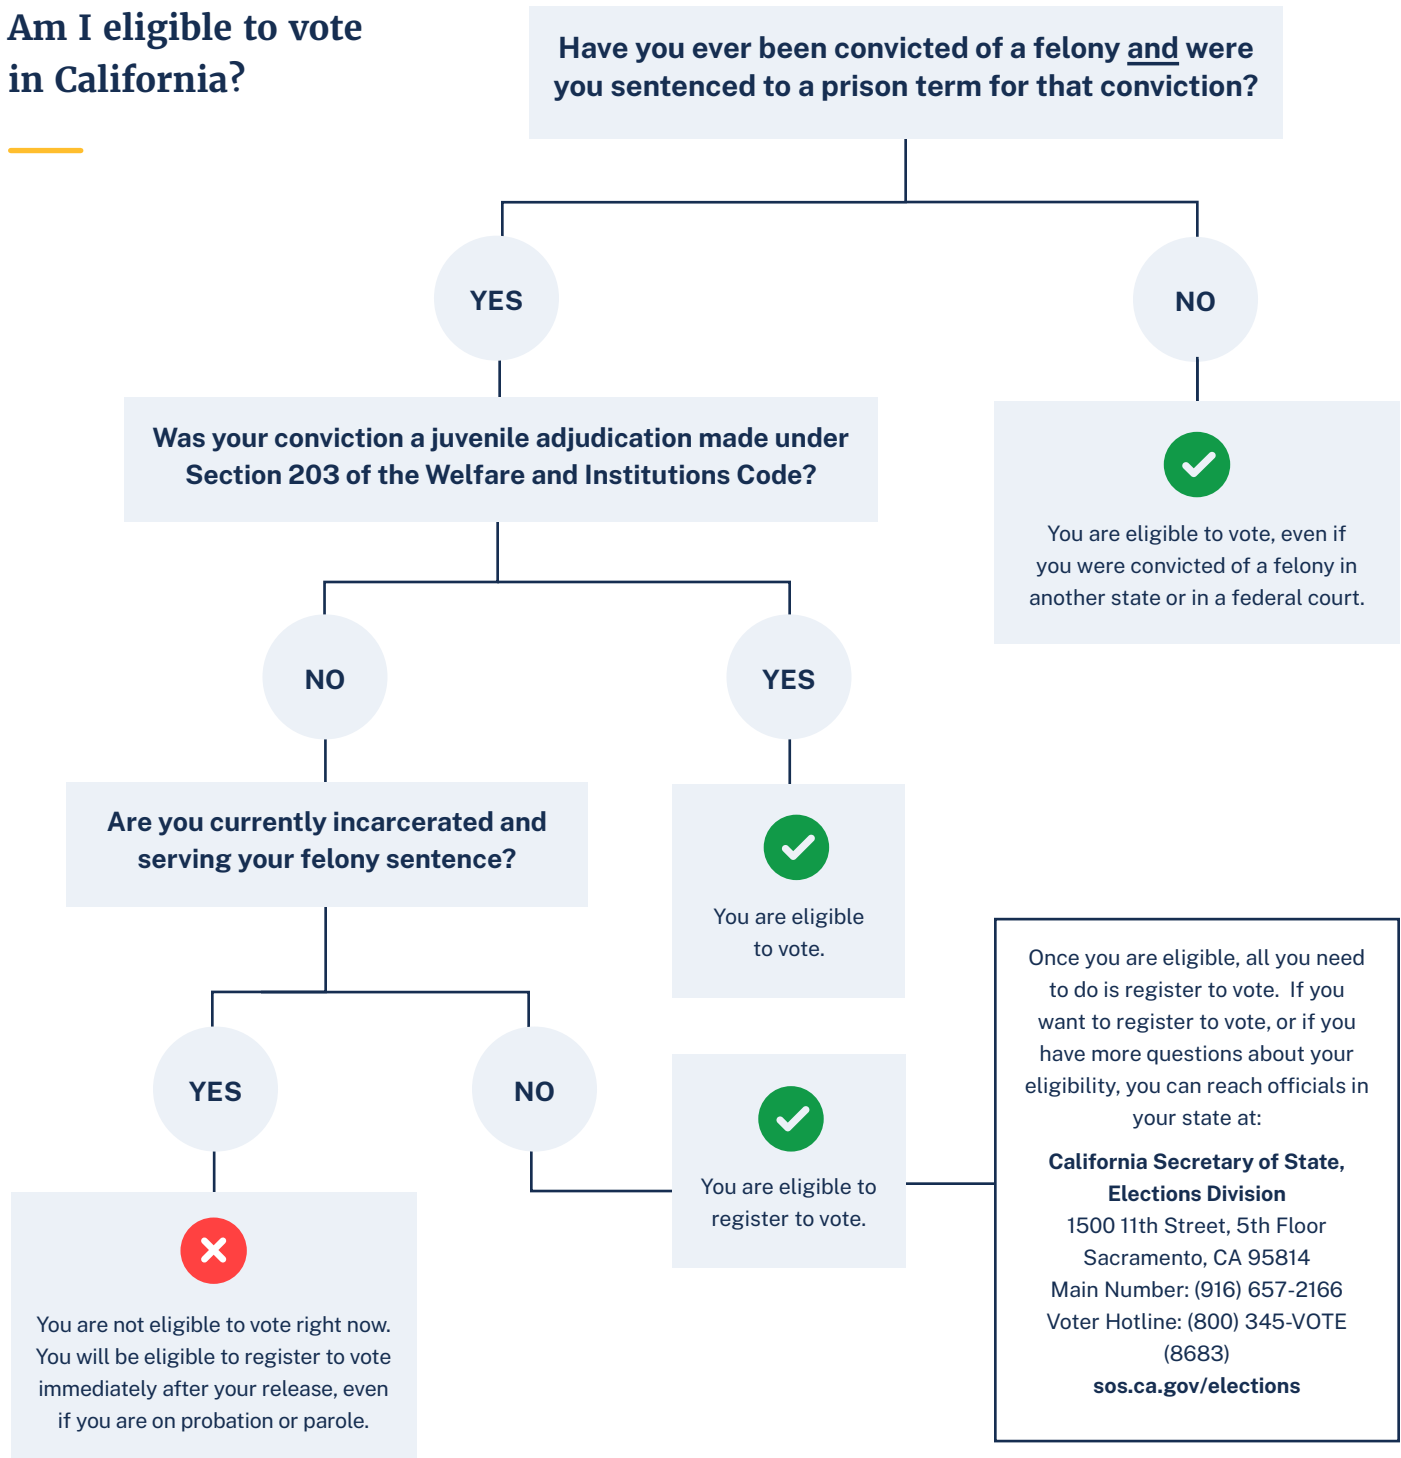 Am I eligible to vote
in California?
Have you ever been convicted of a felony and were
you sentenced to a prison term for that conviction?
YES
NO
Was your conviction a juvenile adjudication made under
Section 203 of the Welfare and Institutions Code?
You are eligible to vote, even if
you were convicted of a felony in
another state or in a federal court.
NO
YES
Are you currently incarcerated and
serving your felony sentence?
You are eligible
to vote.
YES
NO
You are eligible to
register to vote.
You are not eligible to vote right now.
You will be eligible to register to vote
immediately after your release, even
if you are on probation or parole.
Once you are eligible, all you need
to do is register to vote.  If you
want to register to vote, or if you
have more questions about your
eligibility, you can reach officials in
your state at:
California Secretary of State,
Elections Division
1500 11th Street, 5th Floor
Sacramento, CA 95814
Main Number: (916) 657-2166
Voter Hotline: (800) 345-VOTE
(8683)
sos.ca.gov/elections